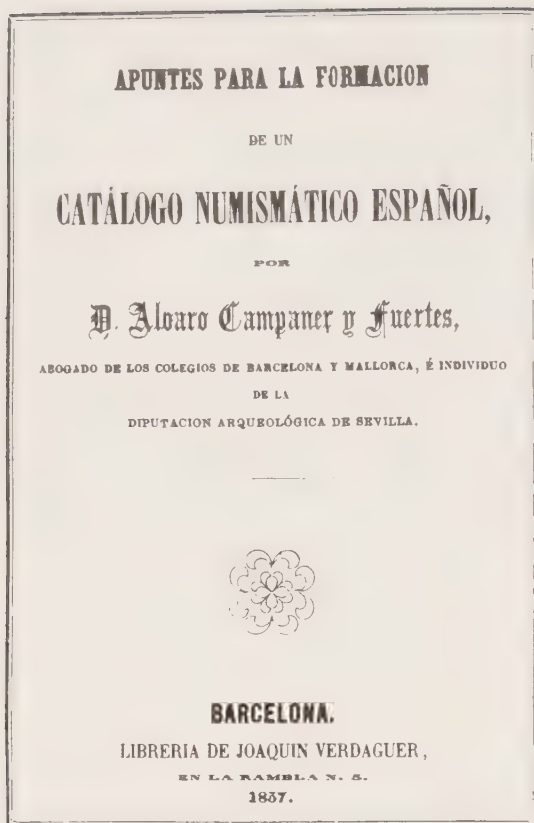 APUNTES PARA LA FORMACION
DE UN
CATÁLOGO NUMISMÁTICO ESPAÑOL,
POR
D. Alvaro Campaner y Fuertes,
ABOGADO DE LOS COLEGIOS DE BARCELONA Y MALLORCA, É INDIVIDUO
DE LA
DIPUTACION ARQUEOLÓGICA DE SEVILLA.
BARCELONA.
LIBRERIA DE JOAQUIN VERDAGUER,
EN LA RAMBLA N. 5.
1857.